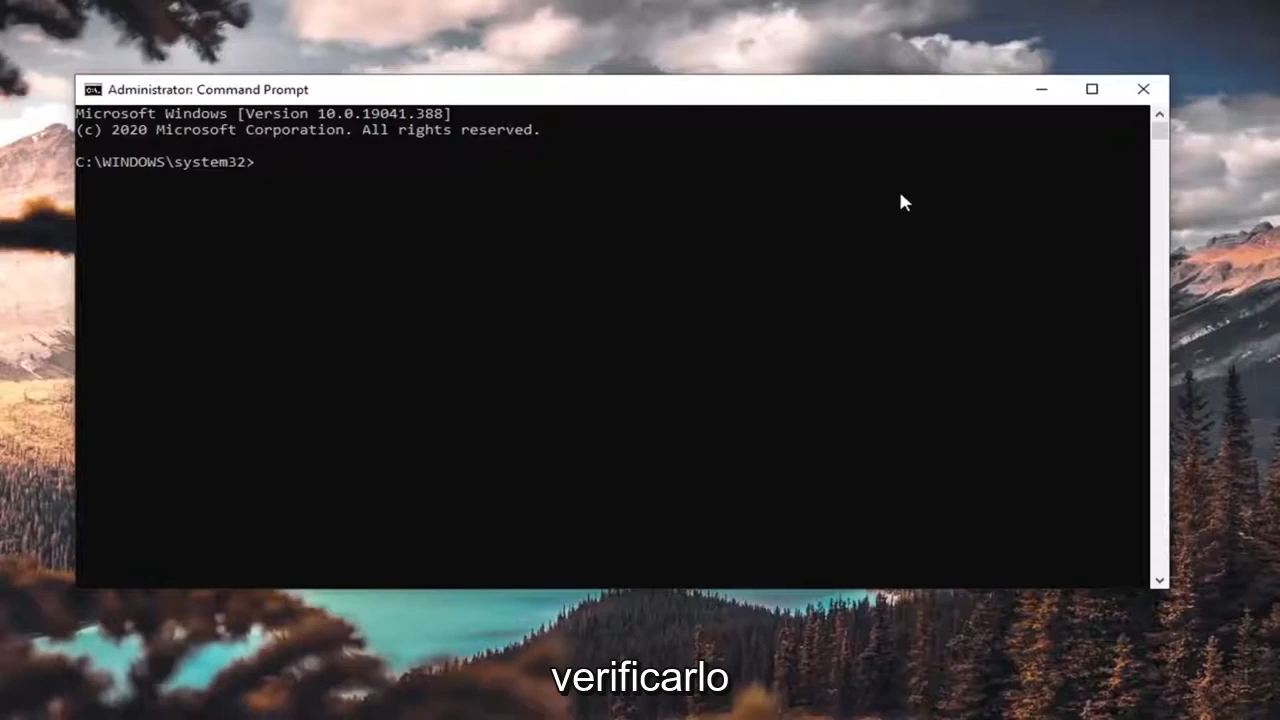 Administrator: Command Prompt
Microsoft Windows [Version 10.0.19041.388]
(c) 2020 Microsoft Corporation. All rights reserved.
C:\WINDOWS\system32>
verificarlo